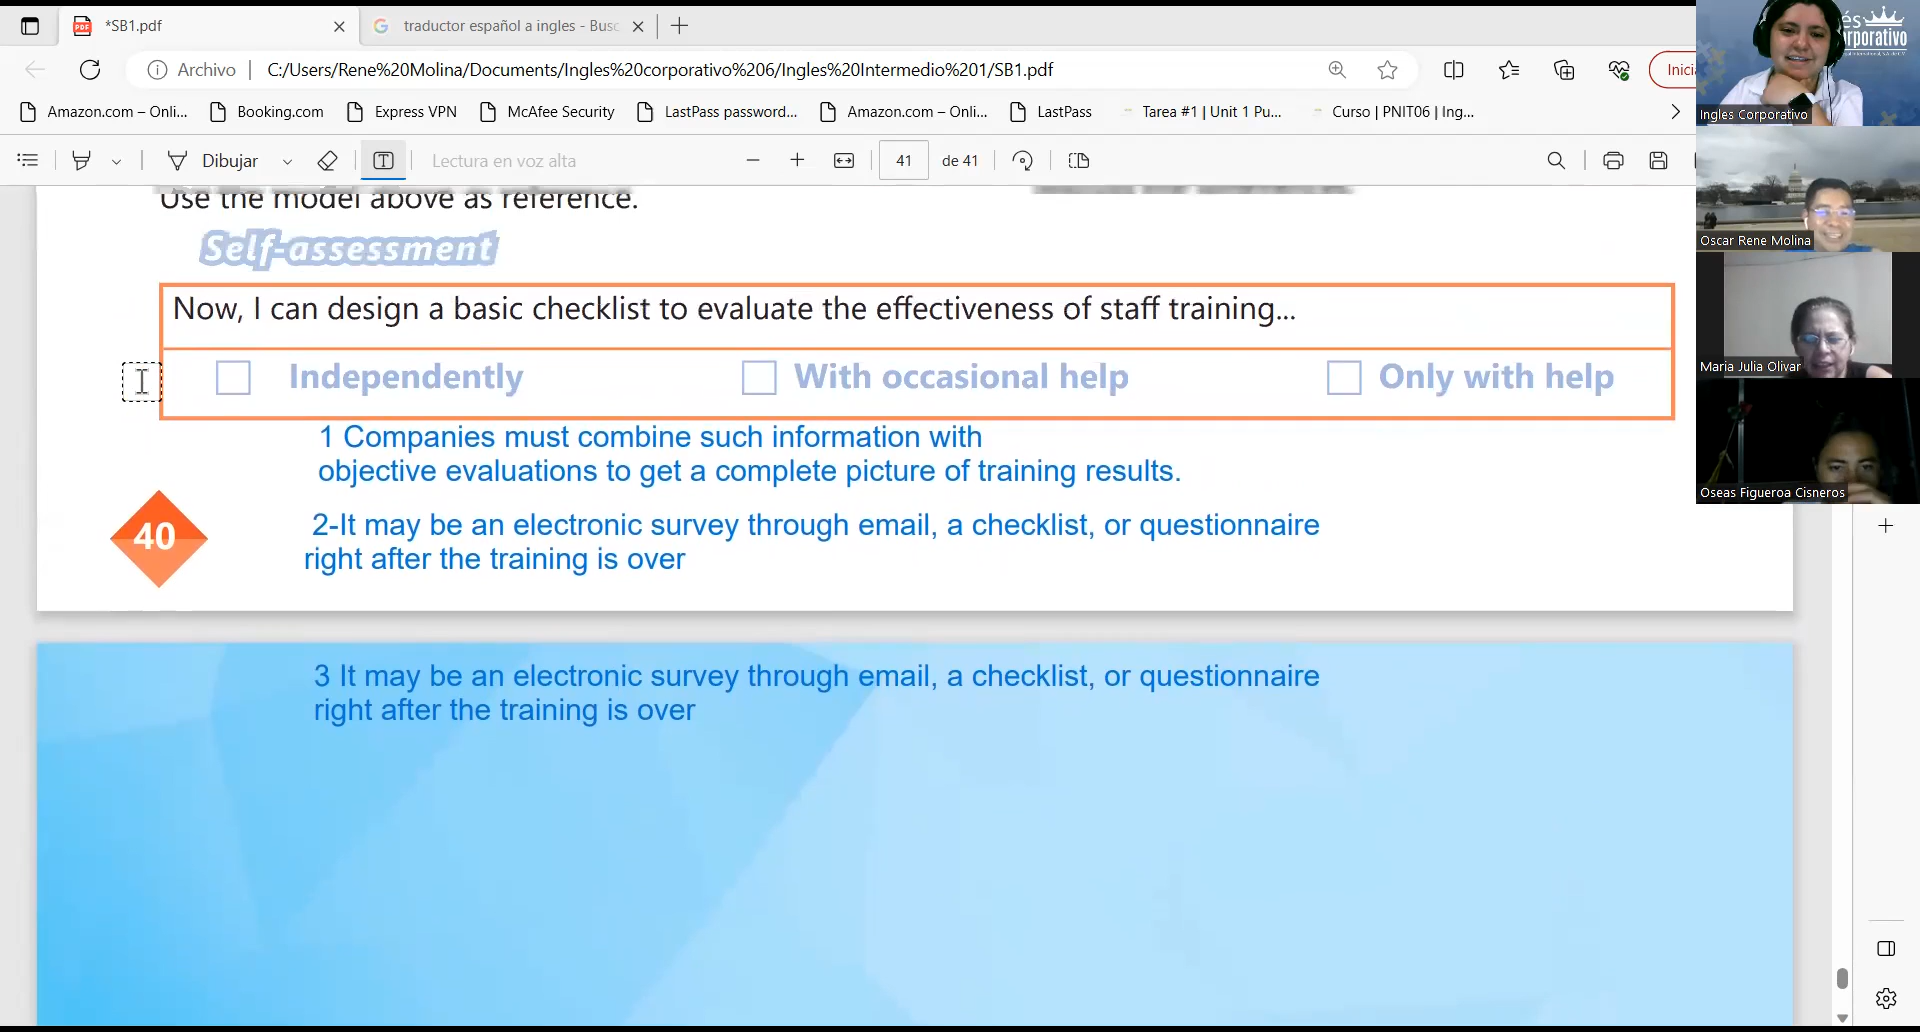 *SB1.pdf
traductor español a ingles - Busc
Archivo
C:/Users/Rene%20Molina/Documents/Ingles%20corporativo%206/Ingles%20Intermedio%201/SB1.pdf
Inici
Amazon.com – Onli...
Booking.com
Express VPN
McAfee Security
LastPass password...
Amazon.com – Onli...
LastPass
Tarea #1 | Unit 1 Pu...
Curso | PNIT06 | Ing...
Dibujar
Lectura en voz alta
41
de 41
Use the model above as reference.
Self-assessment
Now, I can design a basic checklist to evaluate the effectiveness of staff training...
Independently
With occasional help
Only with help
1 Companies must combine such information with
objective evaluations to get a complete picture of training results.
40
2-It may be an electronic survey through email, a checklist, or questionnaire
right after the training is over
3 It may be an electronic survey through email, a checklist, or questionnaire
right after the training is over
és
rporativo
Ingles Corporativo
Oscar Rene Molina
Maria Julia Olivar
Oseas Figueroa Cisneros